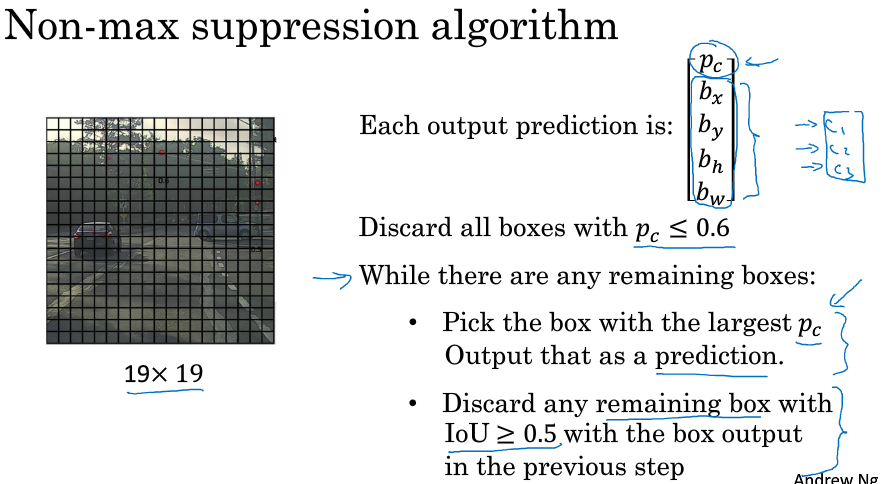 Non-max suppression algorithm
Each output prediction is:
p_c
b_x
b_y
b_h
b_w
c1
c2
c3
Discard all boxes with p_c ≤ 0.6
While there are any remaining boxes:
• Pick the box with the largest p_c
Output that as a prediction.
• Discard any remaining box with
IoU ≥ 0.5 with the box output
in the previous step
19× 19
Andrew Ng